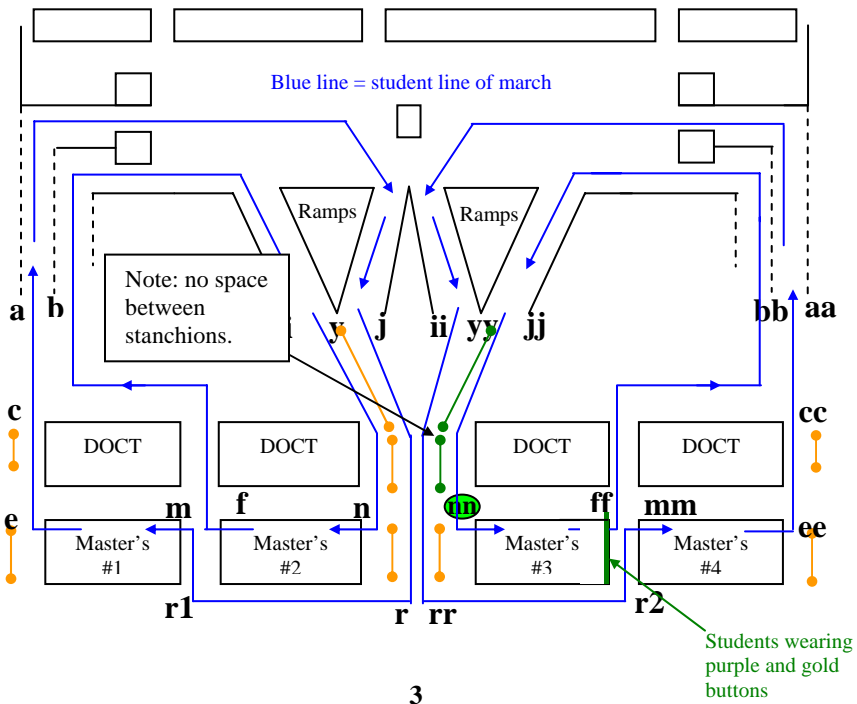 Blue line = student line of march
Ramps
Ramps
Note: no space
between
stanchions.
a
b
y
j
ii
yy
jj
bb
aa
c
DOCT
DOCT
DOCT
DOCT
cc
e
m
f
n
nn
ff
mm
ee
Master's
#1
Master's
#2
Master's
#3
Master's
#4
r1
r
rr
r2
Students wearing
purple and gold
buttons
3